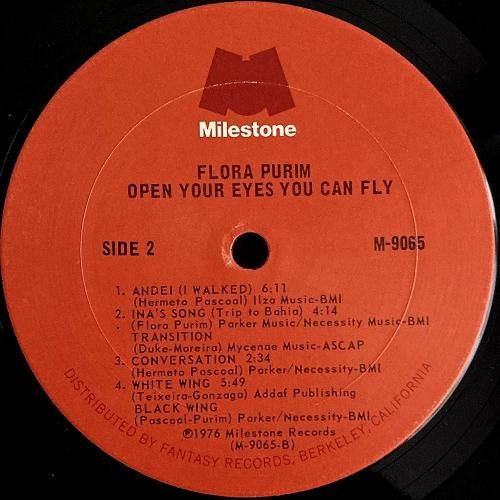 Milestone
FLORA PURIM
OPEN YOUR EYES YOU CAN FLY
SIDE 2 M-9065
1. ANDEI (I WALKED) 6:11
(Hermeto Pascoal) Ilza Music-BMI
2. INA'S SONG (Trip to Bahia) 4:14
. (Flora Purim) Parker Music/Necessity Music-BMI
TRANSITION
(Duke-Moreira) Mycenae Music-ASCAP
3. CONVERSATION 2:34
(Hermeto Pascoal) Parker/Necessity-BMI
4. WHITE WING 5:49
(Teixeira-Gonzaga) Addaf Publishing
BLACK WING
(Pascoal-Purim) Parker/Necessity-BMI
℗1976 Milestone Records
(M-9065-B)
DISTRIBUTED BY FANTASY RECORDS, BERKELEY, CALIFORNIA